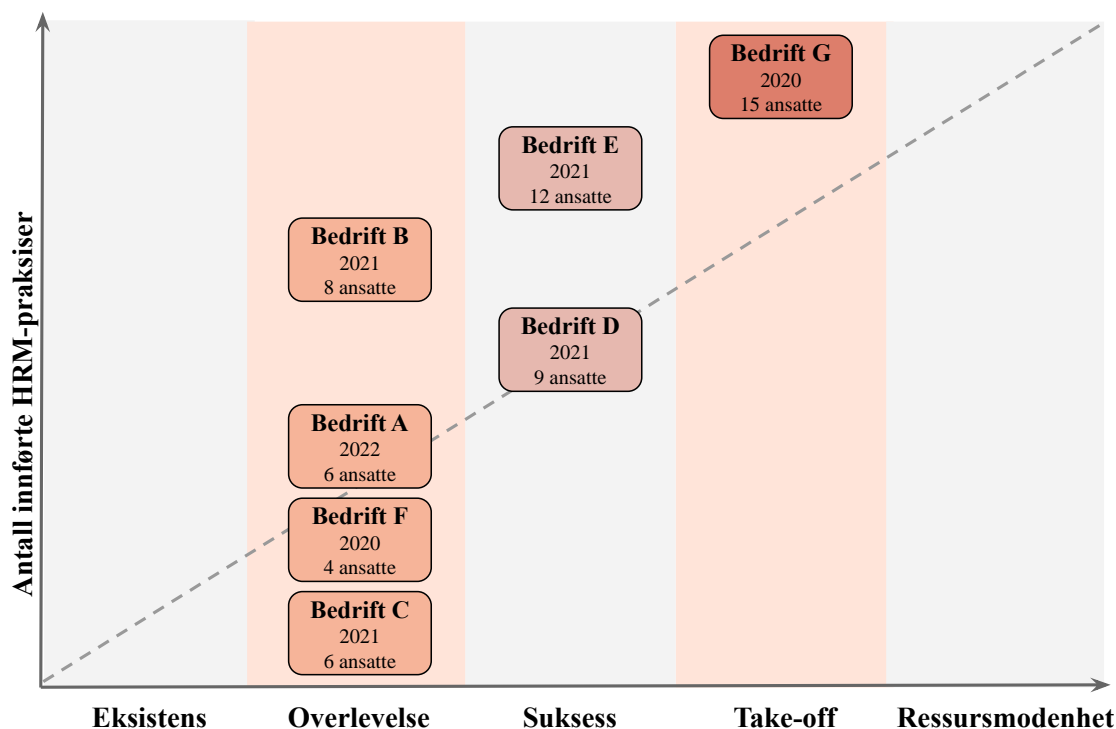 Antall innførte HRM-praksiser
Bedrift G
2020
15 ansatte
Bedrift E
2021
12 ansatte
Bedrift B
2021
8 ansatte
Bedrift D
2021
9 ansatte
Bedrift A
2022
6 ansatte
Bedrift F
2020
4 ansatte
Bedrift C
2021
6 ansatte
Eksistens
Overlevelse
Suksess
Take-off
Ressursmodenhet